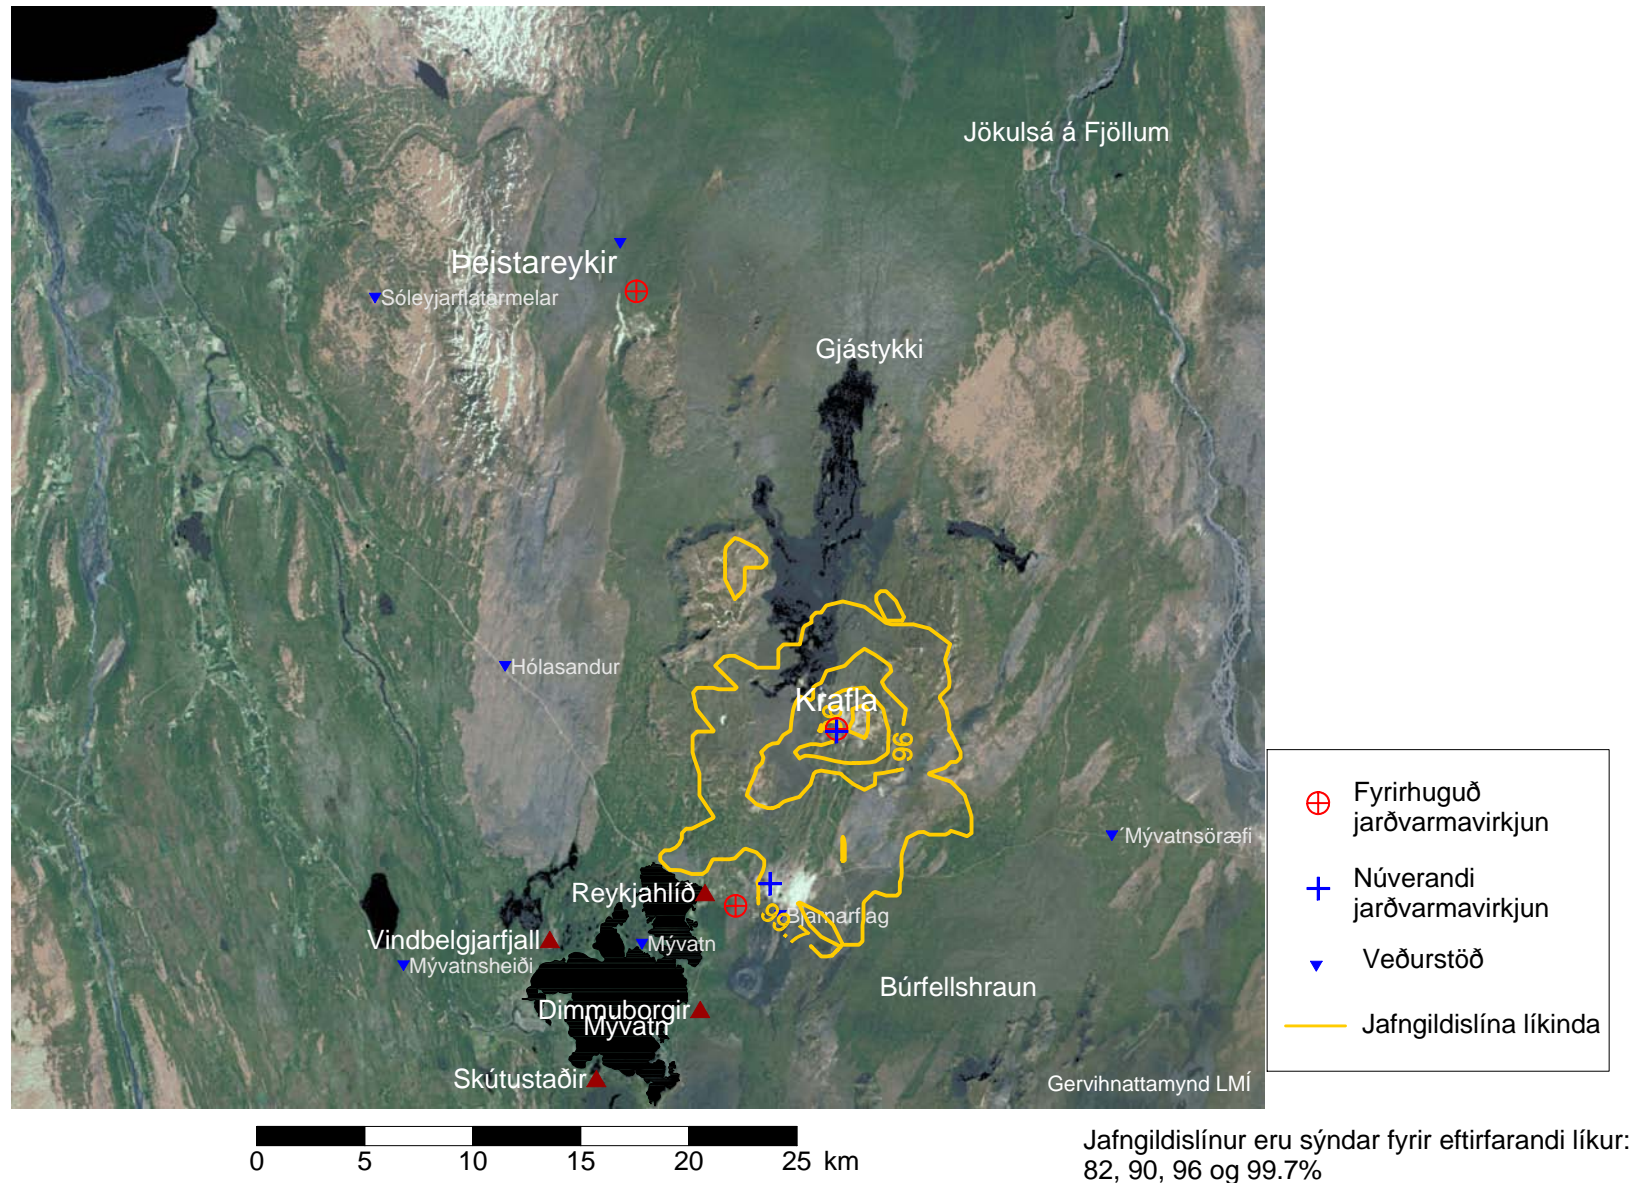 Jökulsá á Fjöllum
Þeistareykir
Sóleyjarflatarmelar
Gjástykki
Hólasandur
Krafla
96
´Mývatnsöræfi
Reykjahlíð
99.7
Bjarnarflag
Vindbelgjarfjall
Mývatn
Mývatnsheiði
Búrfellshraun
Dimmuborgir
Mývatn
Skútustaðir
Gervihnattamynd LMÍ
Fyrirhuguð
jarðvarmavirkjun
Núverandi
jarðvarmavirkjun
Veðurstöð
Jafngildislína líkinda
0 5 10 15 20 25 km
Jafngildislínur eru sýndar fyrir eftirfarandi líkur:
82, 90, 96 og 99.7%